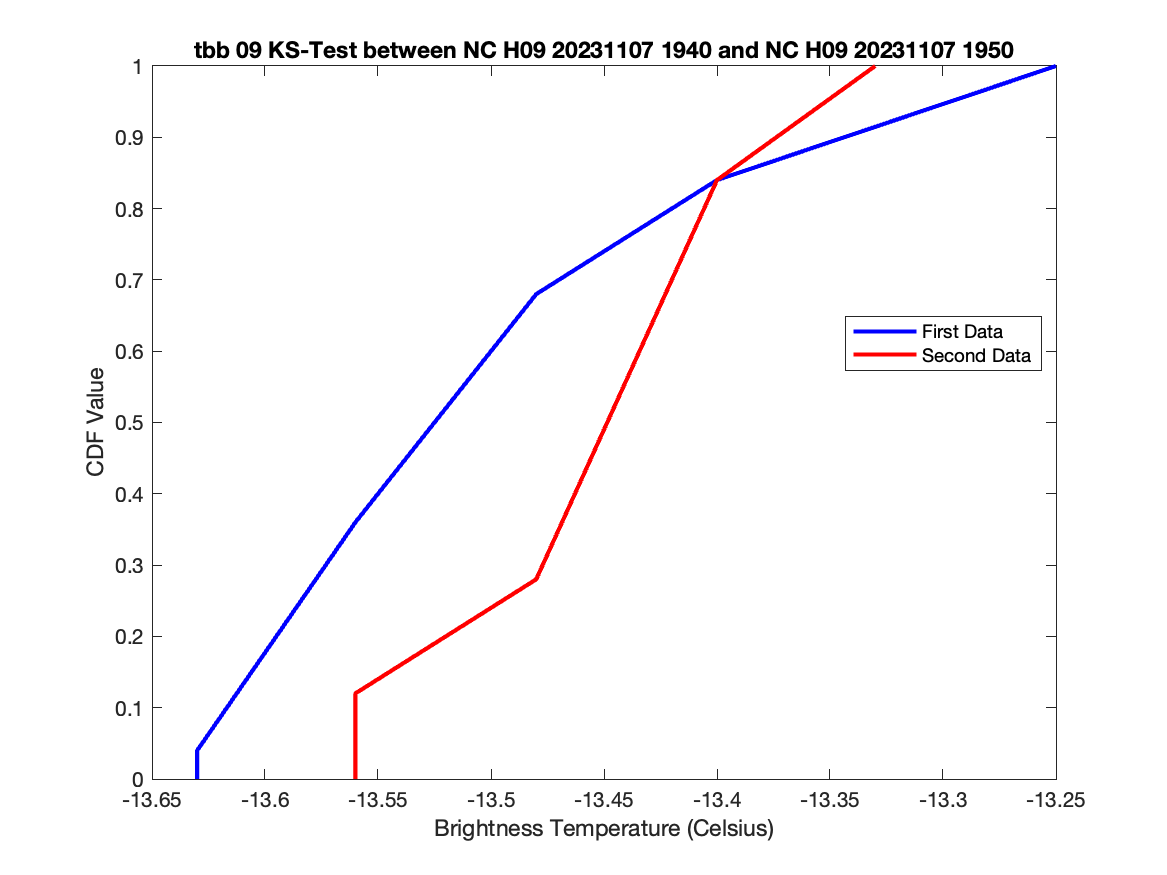 tbb 09 KS-Test between NC H09 20231107 1940 and NC H09 20231107 1950
1
0.9
0.8
0.7
0.6
0.5
0.4
0.3
0.2
0.1
0
CDF Value
First Data
Second Data
-13.65 -13.6 -13.55 -13.5 -13.45 -13.4 -13.35 -13.3 -13.25
Brightness Temperature (Celsius)